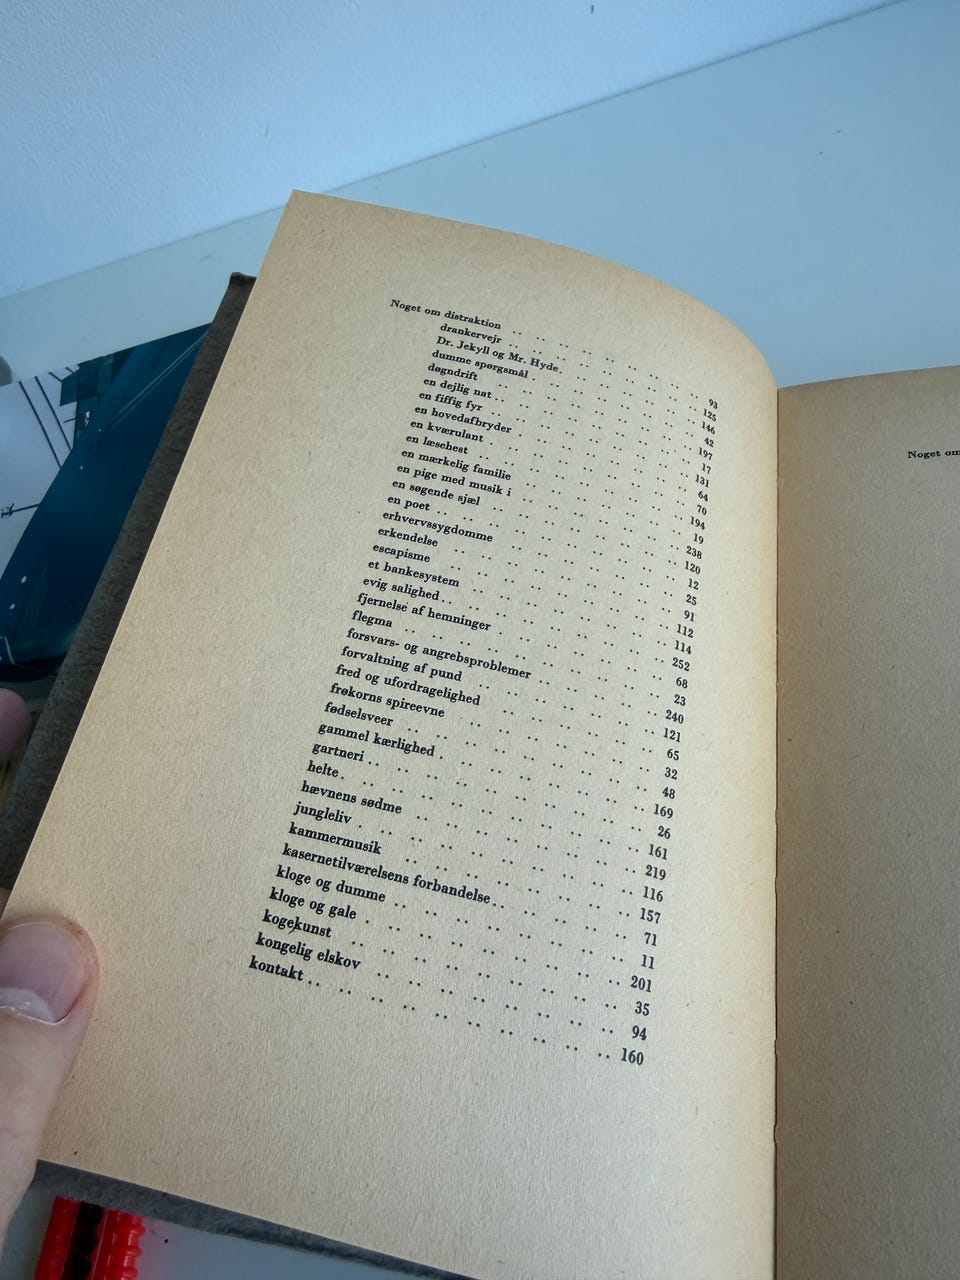 Noget om distraktion .. .. .. .. .. .. .. 93
drankervejr .. .. .. .. .. .. .. 125
Dr. Jekyll og Mr. Hyde. .. .. .. .. .. 146
dumme spørgsmål . .. .. .. .. .. 42
døgndrift .. .. .. .. .. .. .. 197
en dejlig nat .. .. .. .. .. .. .. 17
en fiffig fyr .. .. .. .. .. .. .. 131
en hovedafbryder . .. .. .. .. .. 64
en kværulant .. .. .. .. .. .. 70
en læsehest .. .. .. .. .. .. .. 194
en mærkelig familie .. .. .. .. .. 19
en pige med musik i .. .. .. .. .. 238
en søgende sjæl .. .. .. .. .. .. 120
en poet .. .. .. .. .. .. .. .. 12
erhvervssygdomme .. .. .. .. .. .. 25
erkendelse .. .. .. .. .. .. .. 91
escapisme .. .. .. .. .. .. .. 112
et bankesystem .. .. .. .. .. .. 114
evig salighed .. .. .. .. .. .. .. 252
fjernelse af hemninger . .. .. .. .. 68
flegma .. .. .. .. .. .. .. .. 23
forsvars- og angrebsproblemer .. .. .. .. 240
forvaltning af pund .. .. .. .. .. .. 121
fred og ufordragelighed .. .. .. .. .. 65
frøkorns spireevne .. .. .. .. .. .. 32
fødselsveer .. .. .. .. .. .. .. 48
gammel kærlighed . .. .. .. .. .. 169
gartneri .. .. .. .. .. .. .. .. 26
helte. .. .. .. .. .. .. .. .. 161
hævnens sødme .. .. .. .. .. .. 219
jungleliv . .. .. .. .. .. .. .. 116
kammermusik .. .. .. .. .. .. .. 157
kasernetilværelsens forbandelse .. .. .. .. 71
kloge og dumme .. .. .. .. .. .. 11
kloge og gale . .. .. .. .. .. .. 201
kogekunst .. .. .. .. .. .. .. 35
kongelig elskov .. .. .. .. .. .. 94
kontakt .. .. .. .. .. .. .. .. 160
Noget om